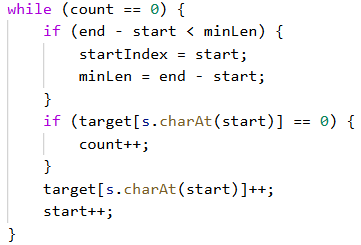 while (count == 0) {
    if (end - start < minLen) {
        startIndex = start;
        minLen = end - start;
    }
    if (target[s.charAt(start)] == 0) {
        count++;
    }
    target[s.charAt(start)]++;
    start++;
}